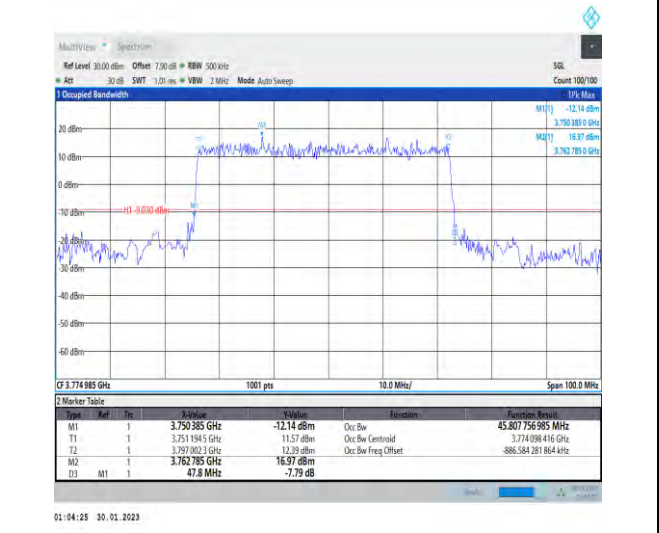 MultiView Spectrum
Ref Level 30.00 dBm Offset 7.90 dB RBW 500 kHz SGL
Att 30 dB SWT 1.01 ms VBW 2 MHz Mode Auto Sweep Count 100/100
1 Occupied Bandwidth 1Pk Max
M1[1] -12.14 dBm
3.750 385 0 GHz
M2[1] 16.97 dBm
3.762 785 0 GHz
M2
T1
T2
20 dBm
10 dBm
0 dBm
-10 dBm
H1 -9.030 dBm
M1
-20 dBm
-30 dBm
-40 dBm
-50 dBm
-60 dBm
CF 3.774 985 GHz 1001 pts 10.0 MHz/ Span 100.0 MHz
2 Marker Table
Type Ref Trc X-Value Y-Value Function Function Result
M1 1 3.750 385 GHz -12.14 dBm Occ Bw 45.807 756 985 MHz
T1 1 3.751 194 5 GHz 11.57 dBm Occ Bw Centroid 3.774 098 416 GHz
T2 1 3.797 002 3 GHz 12.39 dBm Occ Bw Freq Offset -886.584 281 864 kHz
M2 1 3.762 785 GHz 16.97 dBm
D3 M1 1 47.8 MHz -7.79 dB
01:04:25 30.01.2023